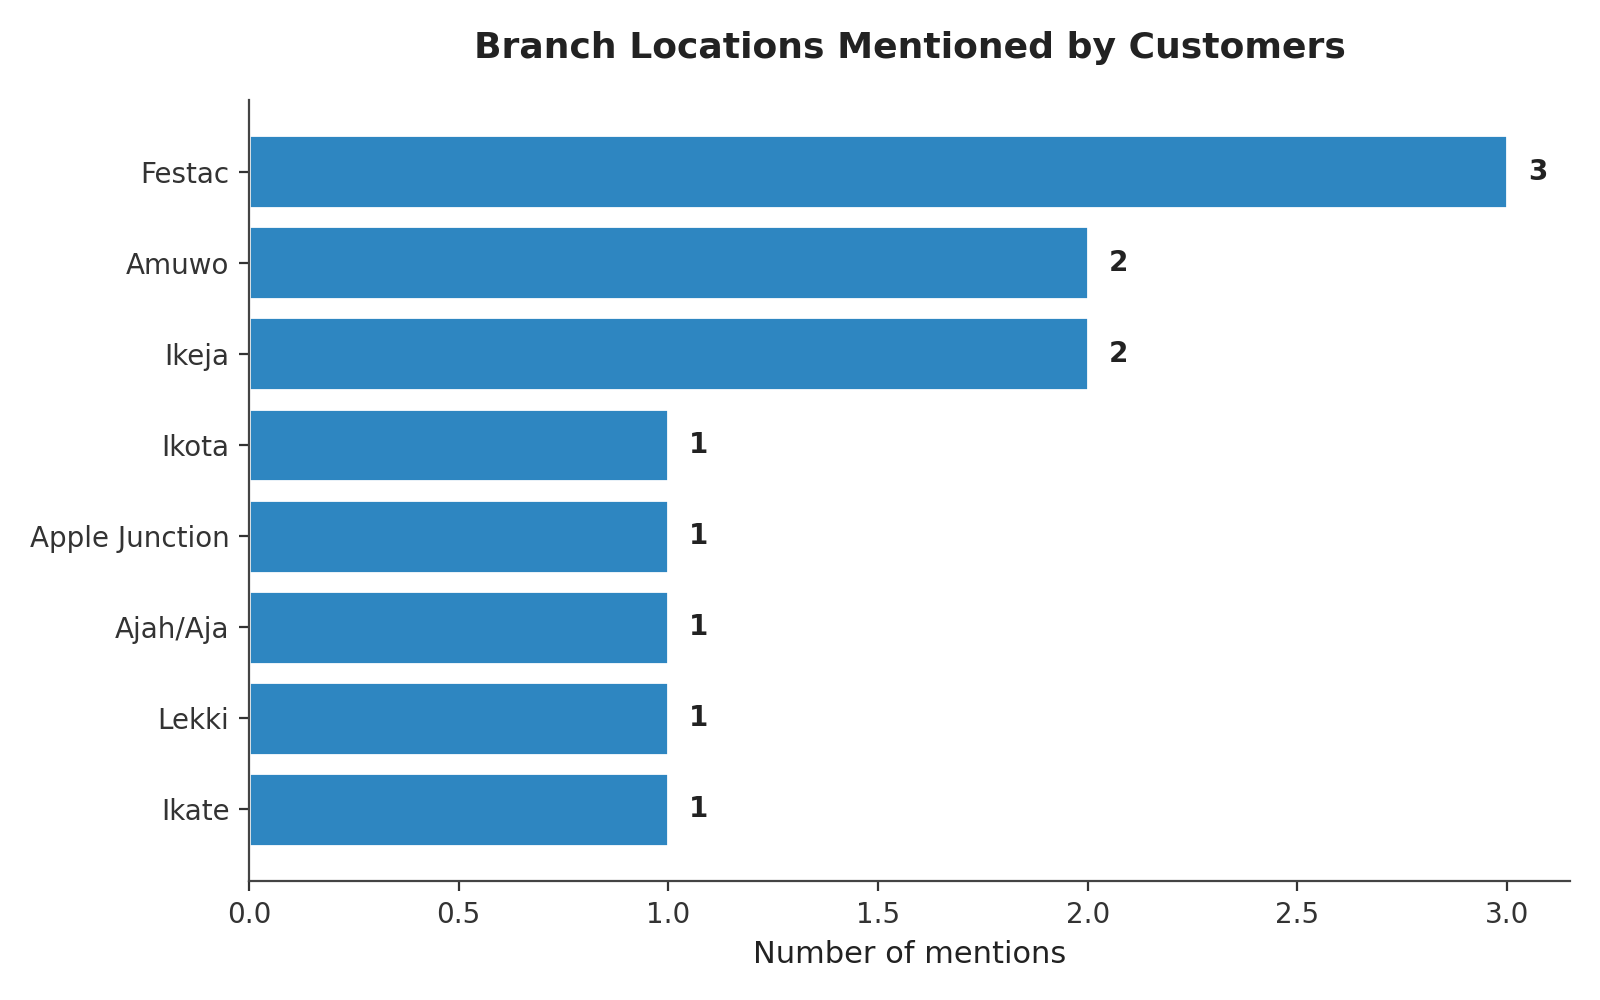 Branch Locations Mentioned by Customers
Festac 3
Amuwo 2
Ikeja 2
Ikota 1
Apple Junction 1
Ajah/Aja 1
Lekki 1
Ikate 1
0.0 0.5 1.0 1.5 2.0 2.5 3.0
Number of mentions